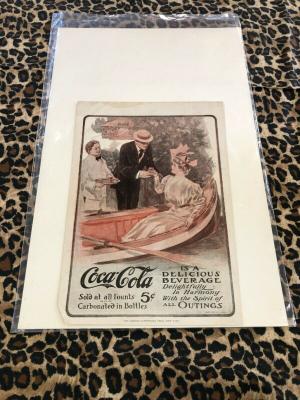 Coca-Cola
Sold at all founts 5¢
Carbonated in Bottles
IS A
DELICIOUS
BEVERAGE
Delightfully
In Harmony
With the Spirit of
ALL OUTINGS